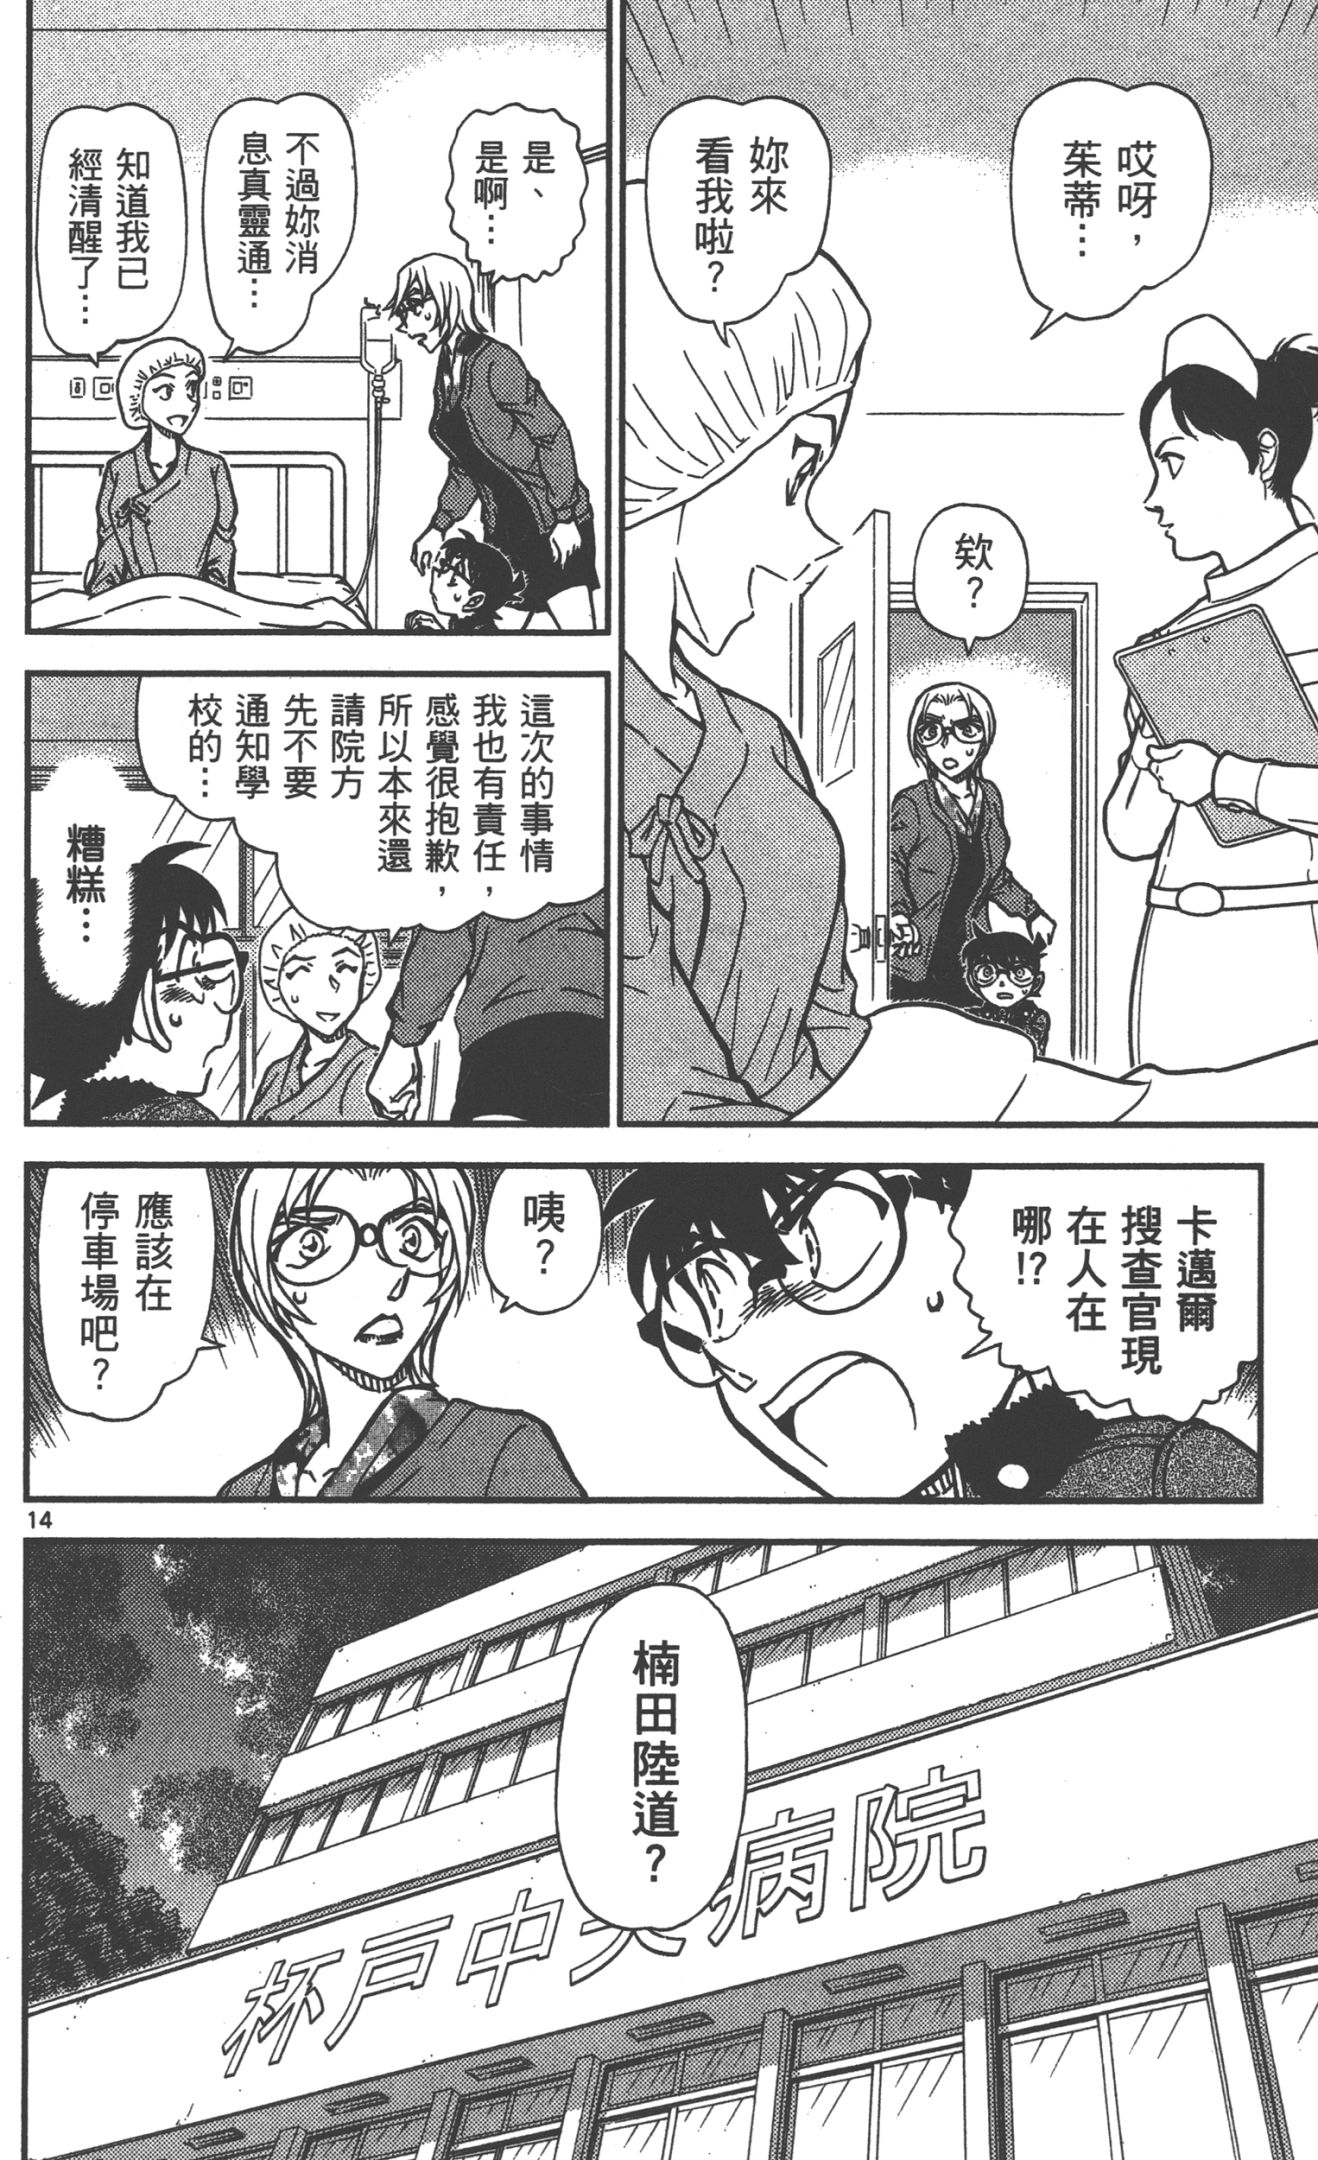 哎呀，
茱蒂…
妳來
看我啦？
欸？
是、
是啊…
不過妳消
息真靈通…
知道我已
經清醒了…
這次的事情
我也有責任，
感覺很抱歉，
所以本來還
請院方
先不要
通知學
校的…
糟糕…
卡邁爾
搜查官現
在人在
哪!?
咦？
應該在
停車場吧？
14
楠田陸道？
杯戸中央病院